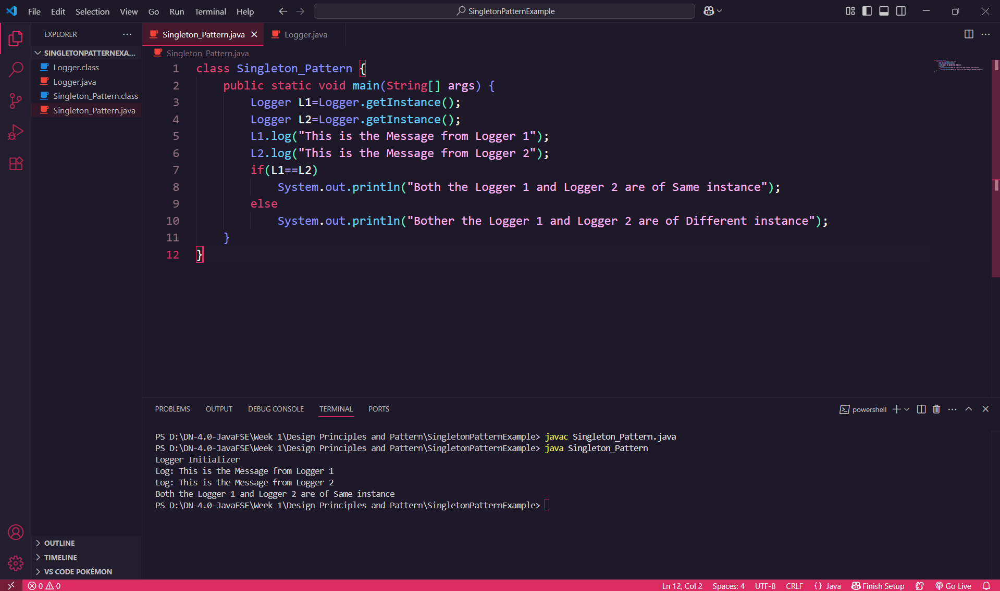 File Edit Selection View Go Run Terminal Help
SingletonPatternExample
EXPLORER
SINGLETONPATTERNEXA...
Logger.class
Logger.java
Singleton_Pattern.class
Singleton_Pattern.java
OUTLINE
TIMELINE
VS CODE POKÉMON
Singleton_Pattern.java
Logger.java
Singleton_Pattern.java
1 class Singleton_Pattern {
2 public static void main(String[] args) {
3 Logger L1=Logger.getInstance();
4 Logger L2=Logger.getInstance();
5 L1.log("This is the Message from Logger 1");
6 L2.log("This is the Message from Logger 2");
7 if(L1==L2)
8 System.out.println("Both the Logger 1 and Logger 2 are of Same instance");
9 else
10 System.out.println("Bother the Logger 1 and Logger 2 are of Different instance");
11 }
12 }
PROBLEMS OUTPUT DEBUG CONSOLE TERMINAL PORTS
powershell
PS D:\DN-4.0-JavaFSE\Week 1\Design Principles and Pattern\SingletonPatternExample> javac Singleton_Pattern.java
PS D:\DN-4.0-JavaFSE\Week 1\Design Principles and Pattern\SingletonPatternExample> java Singleton_Pattern
Logger Initializer
Log: This is the Message from Logger 1
Log: This is the Message from Logger 2
Both the Logger 1 and Logger 2 are of Same instance
PS D:\DN-4.0-JavaFSE\Week 1\Design Principles and Pattern\SingletonPatternExample>
0 0 Ln 12, Col 2 Spaces: 4 UTF-8 CRLF {} Java Finish Setup Go Live